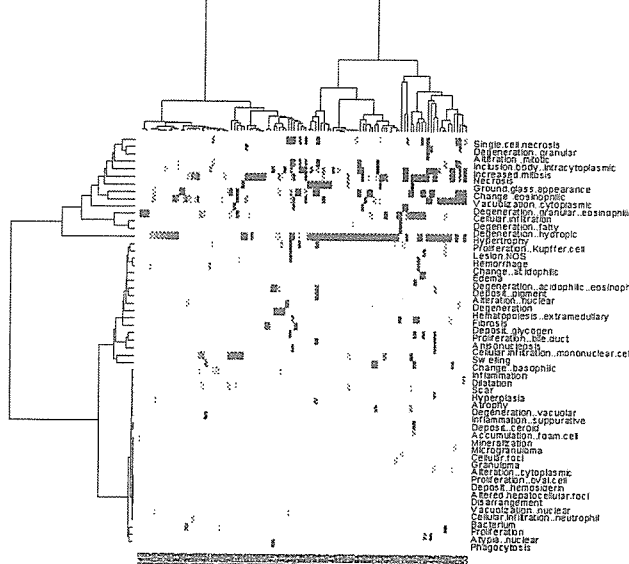 Single.cell.necrosis
Degeneration..granular
Alteration..mitotic
Inclusion.body..intracytoplasmic
Increased.mitosis
Necrosis
Ground.glass.appearance
Change..eosinophilic
Vacuolization..cytoplasmic
Degeneration..granular..eosinophilic
Cellular.infiltration
Degeneration..fatty
Degeneration..hydropic
Hypertrophy
Proliferation..Kupffer.cell
Lesion.NOS
Hemorrhage
Change..acidophilic
Edema
Degeneration..acidophilic..eosinoph
Deposit..pigment
Alteration..nuclear
Degeneration
Hematopoiesis..extramedullary
Fibrosis
Deposit..glycogen
Proliferation..bile.duct
Anisonucleosis
Cellular.infiltration..mononuclear.cell
Swelling
Change..basophilic
Inflammation
Dilatation
Scar
Hyperplasia
Atrophy
Degeneration..vacuolar
Inflammation..suppurative
Deposit..ceroid
Accumulation..foam.cell
Mineralization
Microgranuloma
Cellular.foci
Granuloma
Alteration..cytoplasmic
Proliferation..oval.cell
Deposit..hemosiderin
Altered.hepatocellular.foci
Disarrangement
Vacuolization..nuclear
Cellular.infiltration..neutrophil
Bacterium
Proliferation
Atypia..nuclear
Phagocytosis